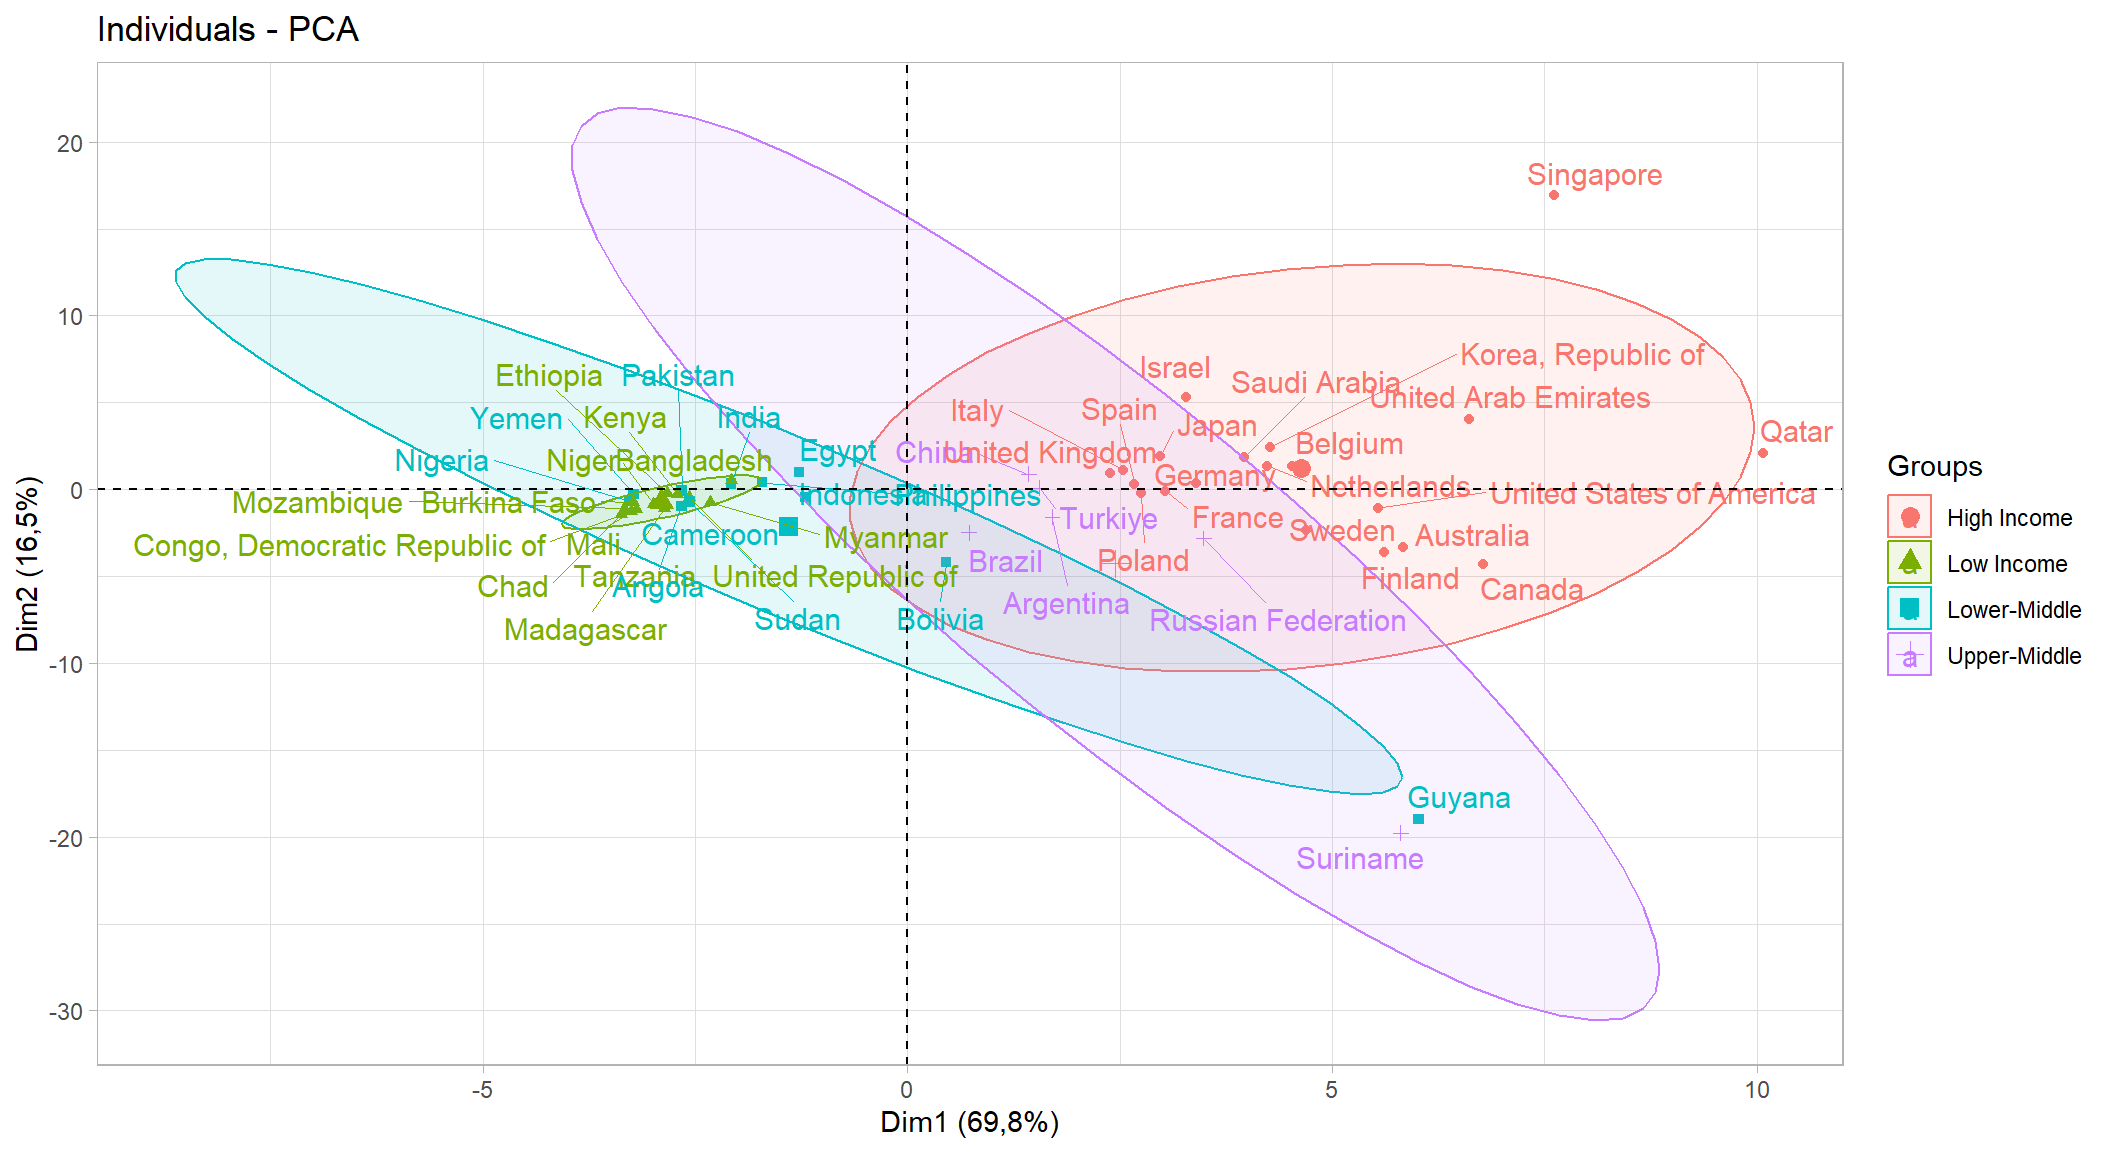 Individuals - PCA
Singapore
Korea, Republic of
Israel
Ethiopia
Pakistan
Saudi Arabia
United Arab Emirates
Italy
Spain
Yemen
Kenya
India
Japan
Qatar
Belgium
Egypt
China
United Kingdom
Nigeria
Niger
Bangladesh
Germany
Netherlands
United States of America
Indonesia
Philippines
Mozambique
Burkina Faso
Turkiye
France
Sweden
Australia
Cameroon
Myanmar
Congo, Democratic Republic of
Mali
Brazil
Poland
Tanzania, United Republic of
Finland
Canada
Chad
Angola
Argentina
Madagascar
Sudan
Bolivia
Russian Federation
Guyana
Suriname
20
10
0
-10
-20
-30
Dim2 (16,5%)
-5
0
5
10
Dim1 (69,8%)
Groups
a High Income
a Low Income
a Lower-Middle
a Upper-Middle